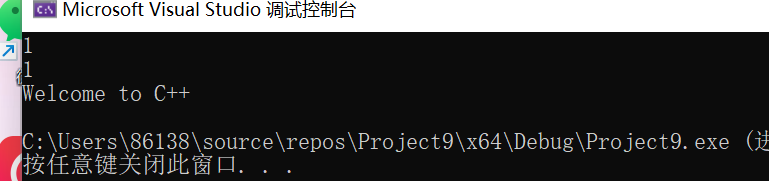 Microsoft Visual Studio 调试控制台
1
1
Welcome to C++
C:\Users\86138\source\repos\Project9\x64\Debug\Project9.exe (进
按任意键关闭此窗口. . .